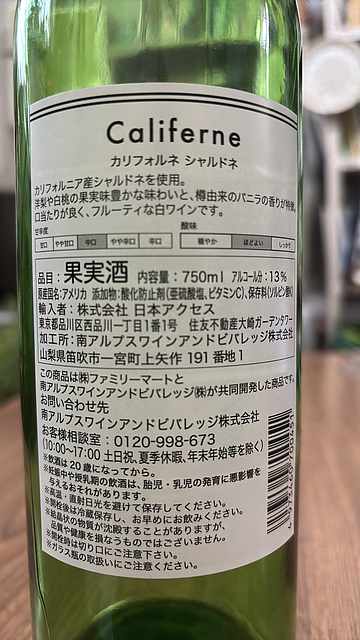 Califerne
カリフォルネ シャルドネ
カリフォルニア産シャルドネを使用。
洋梨や白桃の果実味豊かな味わいと、樽由来のバニラの香りが特徴。
口当たりが良く、フルーティな白ワインです。
甘辛度 酸味
甘口 やや甘口 中口 やや辛口 辛口 穏やか ほどよい しっかり
品目：果実酒 内容量：750ml アルコール分：13%
原産国名：アメリカ 添加物：酸化防止剤(亜硫酸塩、ビタミンC)、保存料(ソルビン酸K)
輸入者：株式会社 日本アクセス
東京都品川区西品川一丁目1番1号 住友不動産大崎ガーデンタワー
加工所：南アルプスワインアンドビバレッジ株式会社
山梨県笛吹市一宮町上矢作 191 番地 1
この商品は㈱ファミリーマートと
南アルプスワインアンドビバレッジ㈱が共同開発した商品です。
お問い合わせ先
南アルプスワインアンドビバレッジ株式会社
お客様相談室：0120-998-673
(10:00～17:00 土日祝、夏季休暇、年末年始等を除く)
※飲酒は20歳になってから。
※妊娠中や授乳期の飲酒は、胎児・乳児の発育に悪影響を
与えるおそれがあります。
※高温・直射日光を避けて保存してください。
※開栓後は冷蔵保存し、お早めにお飲みください。
※結晶状の物質が沈殿することがありますが、
品質や健康を損なうものではございません。
※開栓時は切り口にご注意下さい。
※ガラス瓶の取扱いにご注意ください。